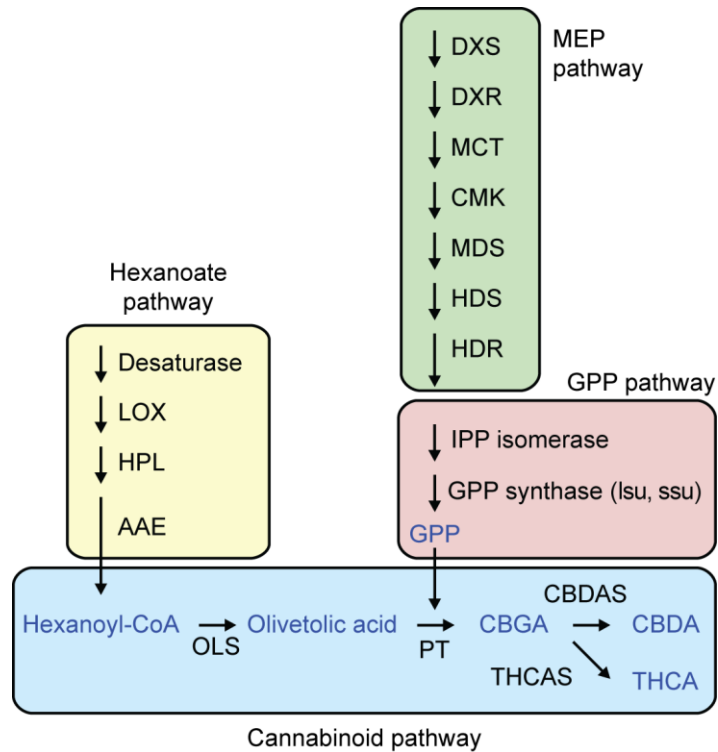 MEP
pathway
DXS
DXR
MCT
CMK
MDS
HDS
HDR
Hexanoate
pathway
Desaturase
LOX
HPL
AAE
GPP pathway
IPP isomerase
GPP synthase (lsu, ssu)
GPP
Hexanoyl-CoA
OLS
Olivetolic acid
PT
CBGA
CBDAS
CBDA
THCAS
THCA
Cannabinoid pathway